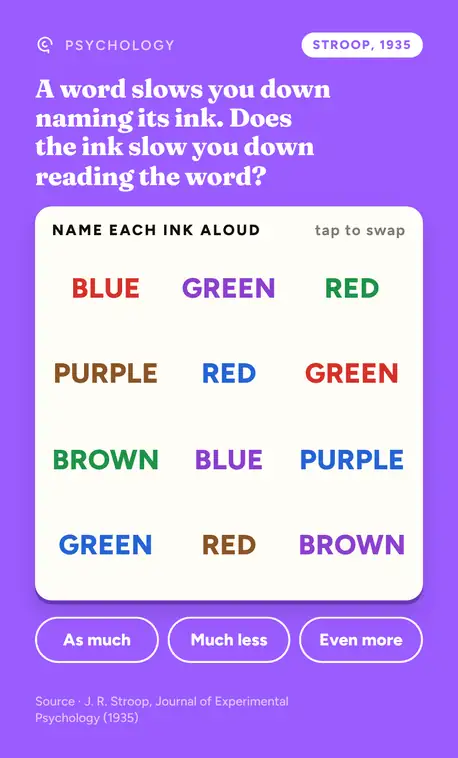 PSYCHOLOGY
STROOP, 1935
A word slows you down
naming its ink. Does
the ink slow you down
reading the word?
NAME EACH INK ALOUD
tap to swap
BLUE GREEN RED
PURPLE RED GREEN
BROWN BLUE PURPLE
GREEN RED BROWN
As much
Much less
Even more
Source · J. R. Stroop, Journal of Experimental
Psychology (1935)